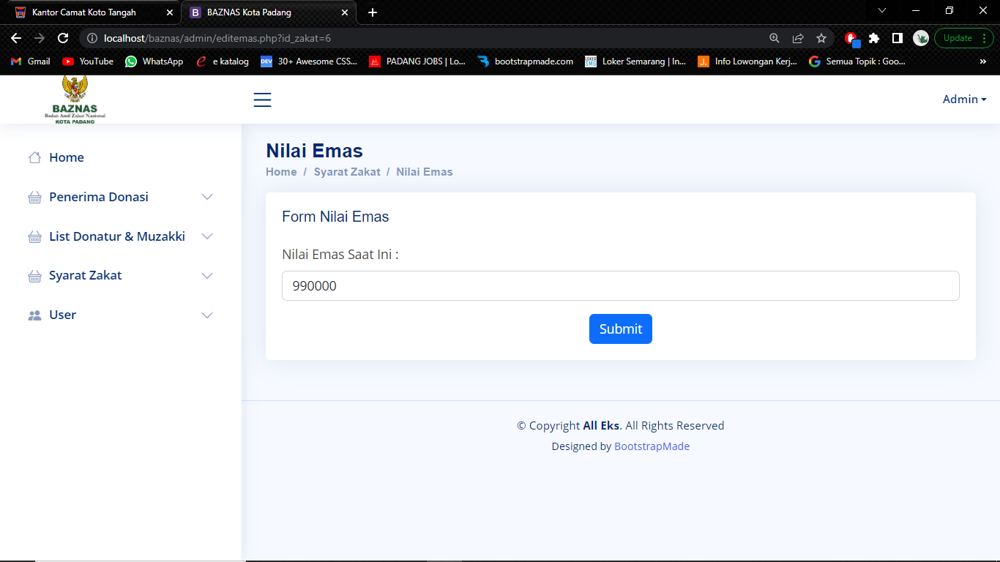 Kantor Camat Koto Tangah
BAZNAS Kota Padang
localhost/baznas/admin/editemas.php?id_zakat=6
Update
Gmail
YouTube
WhatsApp
e katalog
DEV
30+ Awesome CSS...
PADANG JOBS | Lo...
bootstrapmade.com
Loker Semarang | In...
Info Lowongan Kerj...
Semua Topik : Goo...
»
BAZNAS
Badan Amil Zakat Nasional
KOTA PADANG
Admin
Home
Penerima Donasi
List Donatur & Muzakki
Syarat Zakat
User
Nilai Emas
Home / Syarat Zakat / Nilai Emas
Form Nilai Emas
Nilai Emas Saat Ini :
990000
Submit
© Copyright All Eks. All Rights Reserved
Designed by BootstrapMade